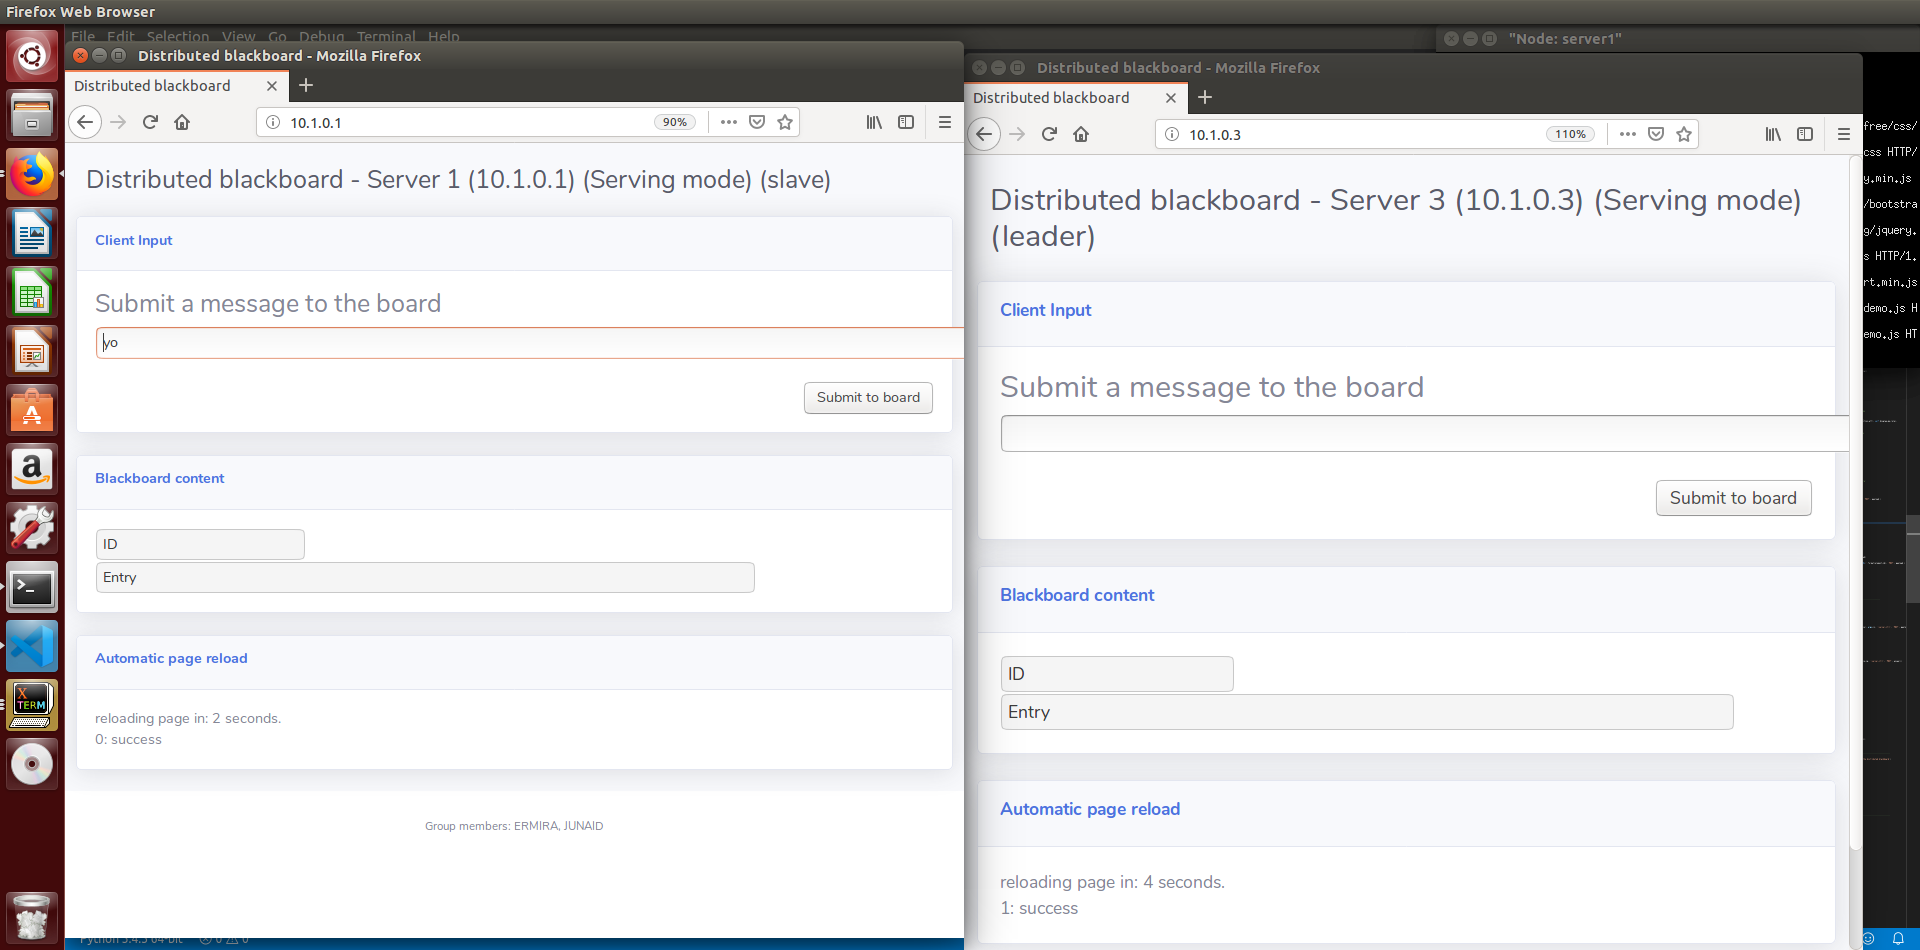 Firefox Web Browser
File Edit Selection View Go Debug Terminal Help
Distributed blackboard - Mozilla Firefox
Distributed blackboard
10.1.0.1
90%
Distributed blackboard - Server 1 (10.1.0.1) (Serving mode) (slave)
Client Input
Submit a message to the board
yo
Submit to board
Blackboard content
ID
Entry
Automatic page reload
reloading page in: 2 seconds.
0: success
Group members: ERMIRA, JUNAID
"Node: server1"
Distributed blackboard - Mozilla Firefox
Distributed blackboard
10.1.0.3
110%
Distributed blackboard - Server 3 (10.1.0.3) (Serving mode)
(leader)
Client Input
Submit a message to the board
Submit to board
Blackboard content
ID
Entry
Automatic page reload
reloading page in: 4 seconds.
1: success
free/css/
css HTTP/
y.min.js
/bootstra
g/jquery.
s HTTP/1.
rt.min.js
demo.js H
emo.js HT
X
TERM